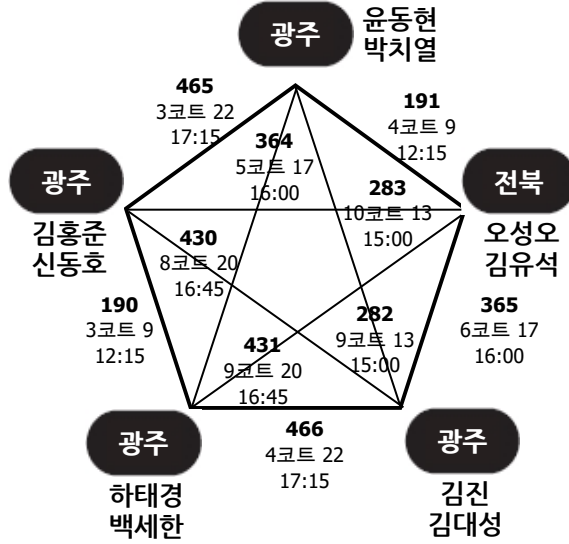 광주
윤동현
박치열
465
3코트 22
17:15
191
4코트 9
12:15
364
5코트 17
16:00
광주
김홍준
신동호
283
10코트 13
15:00
전북
오성오
김유석
430
8코트 20
16:45
190
3코트 9
12:15
282
9코트 13
15:00
365
6코트 17
16:00
431
9코트 20
16:45
광주
하태경
백세한
466
4코트 22
17:15
광주
김진
김대성